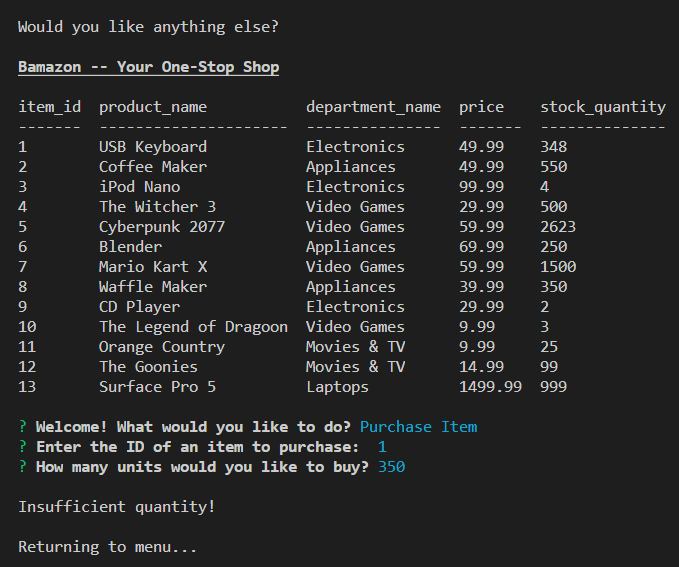 Would you like anything else?
Bamazon -- Your One-Stop Shop
item_id  product_name           department_name  price    stock_quantity
-------  ---------------------  ---------------  -------  --------------
1        USB Keyboard           Electronics      49.99    348
2        Coffee Maker           Appliances       49.99    550
3        iPod Nano              Electronics      99.99    4
4        The Witcher 3          Video Games      29.99    500
5        Cyberpunk 2077         Video Games      59.99    2623
6        Blender                Appliances       69.99    250
7        Mario Kart X           Video Games      59.99    1500
8        Waffle Maker           Appliances       39.99    350
9        CD Player              Electronics      29.99    2
10       The Legend of Dragoon  Video Games      9.99     3
11       Orange Country         Movies & TV      9.99     25
12       The Goonies            Movies & TV      14.99    99
13       Surface Pro 5          Laptops          1499.99  999
? Welcome! What would you like to do? Purchase Item
? Enter the ID of an item to purchase:  1
? How many units would you like to buy? 350
Insufficient quantity!
Returning to menu...